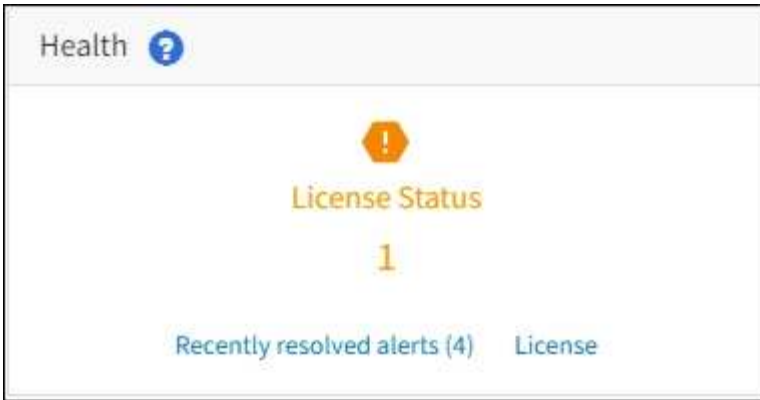 Health ?
!
License Status
1
Recently resolved alerts (4) License